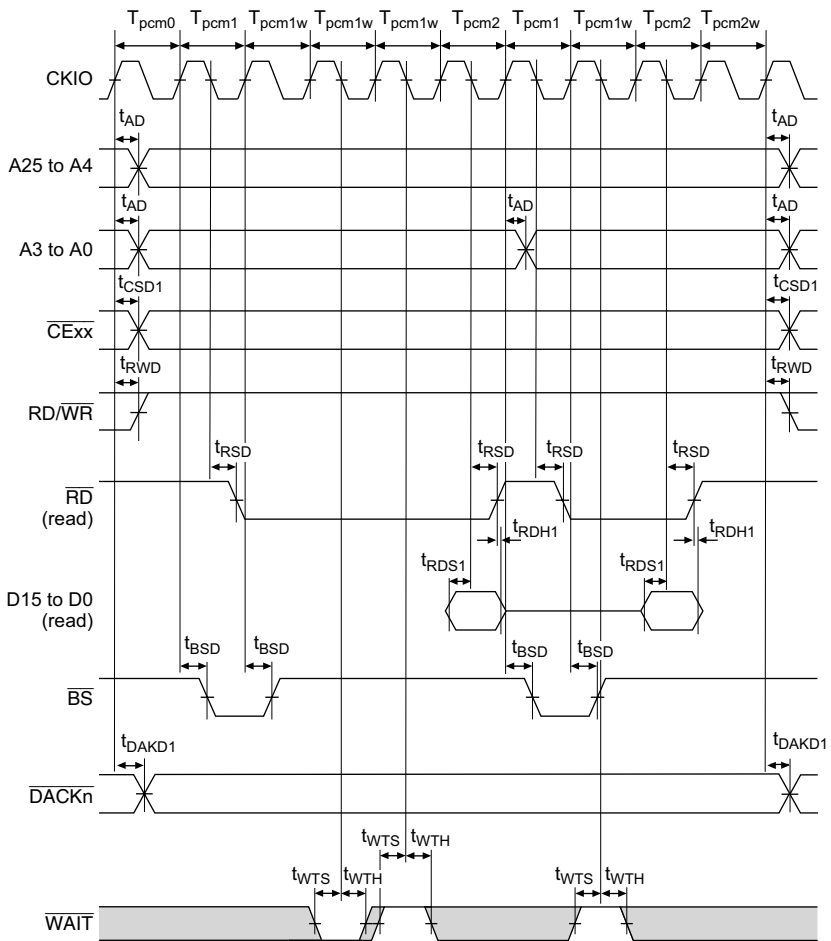 Tpcm0 Tpcm1 Tpcm1w Tpcm1w Tpcm1w Tpcm2 Tpcm1 Tpcm1w Tpcm2 Tpcm2w
CKIO
tAD tAD
A25 to A4
tAD tAD tAD
A3 to A0
tCSD1 tCSD1
CExx
tRWD tRWD
RD/WR
tRSD tRSD tRSD tRSD
RD
(read)
tRDH1 tRDH1
tRDS1 tRDS1
D15 to D0
(read)
tBSD tBSD tBSD tBSD
BS
tDAKD1 tDAKD1
DACKn
tWTS tWTH
tWTS tWTH tWTS tWTH
WAIT